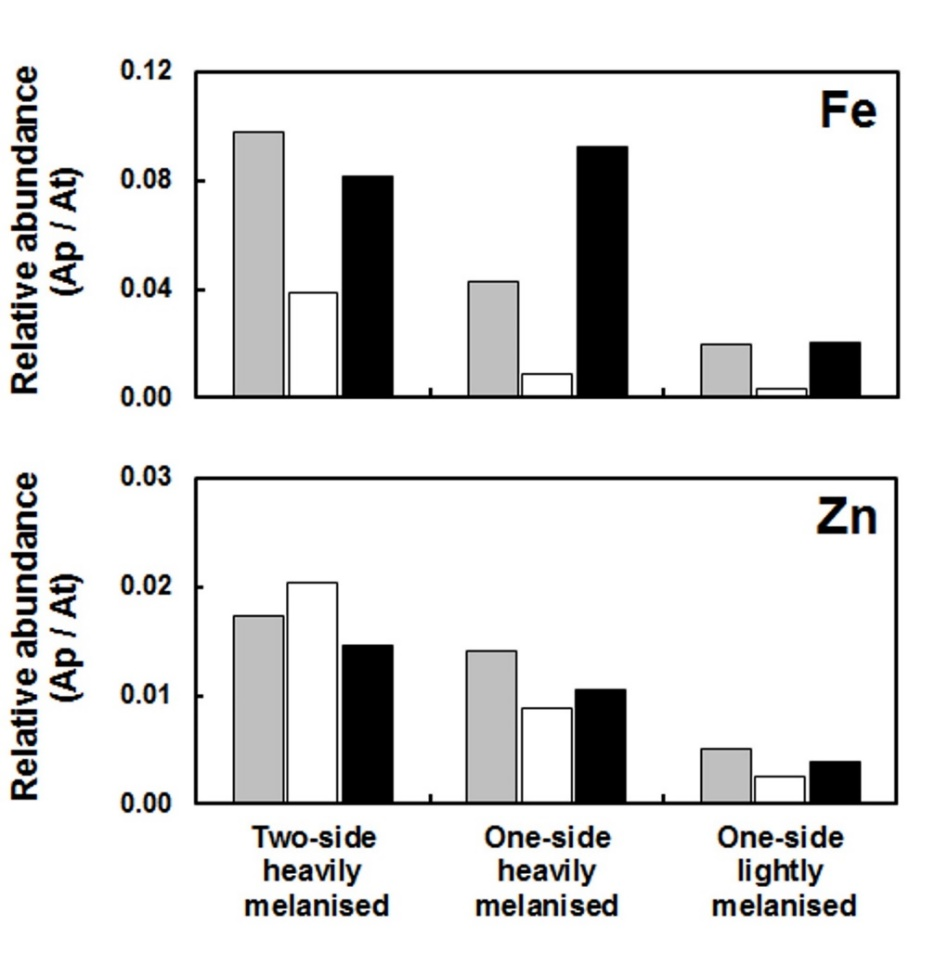 Relative abundance
(Ap / At)
0.12
0.08
0.04
0.00
Fe
Relative abundance
(Ap / At)
0.03
0.02
0.01
0.00
Zn
Two-side
heavily
melanised
One-side
heavily
melanised
One-side
lightly
melanised